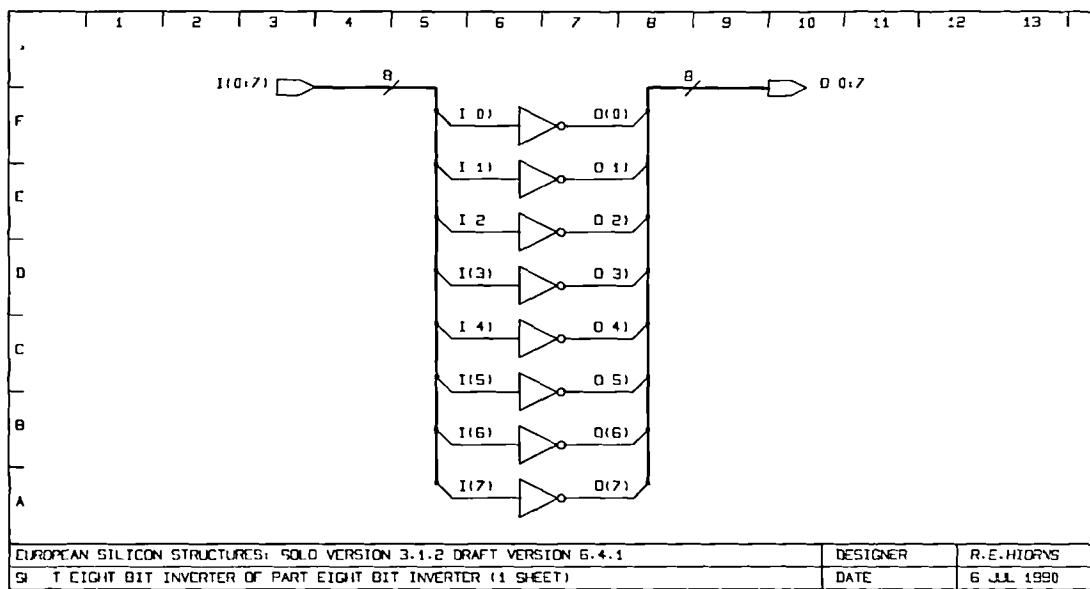 1 2 3 4 5 6 7 8 10 11 12 13
I(0:7) 8 8 O 0:7
F
I 0) O(0)
I 1) O 1)
E
I 2 O 2)
D
I(3) O 3)
I 4) O 4)
C
I(5) O 5)
B
I(6) O(6)
I(7) O(7)
A
EUROPEAN SILICON STRUCTURES: SOLO VERSION 3.1.2 DRAFT VERSION 6.4.1 DESIGNER R.E.HIORNS
T EIGHT BIT INVERTER OF PART EIGHT BIT INVERTER (1 SHEET) DATE 6 JUL 1990